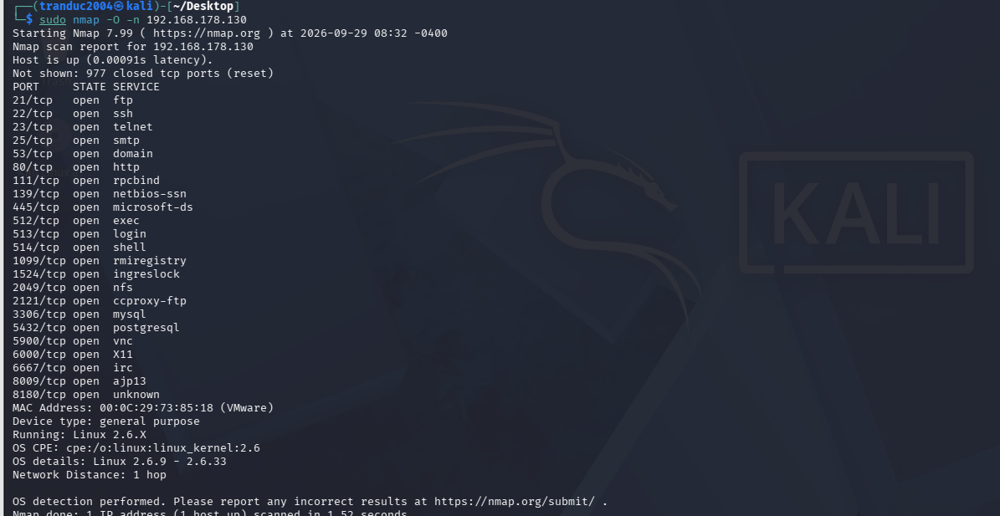 ┌──(tranduc2004㉿kali)-[~/Desktop]
└─$ sudo nmap -O -n 192.168.178.130
Starting Nmap 7.99 ( https://nmap.org ) at 2026-09-29 08:32 -0400
Nmap scan report for 192.168.178.130
Host is up (0.00091s latency).
Not shown: 977 closed tcp ports (reset)
PORT     STATE SERVICE
21/tcp   open  ftp
22/tcp   open  ssh
23/tcp   open  telnet
25/tcp   open  smtp
53/tcp   open  domain
80/tcp   open  http
111/tcp  open  rpcbind
139/tcp  open  netbios-ssn
445/tcp  open  microsoft-ds
512/tcp  open  exec
513/tcp  open  login
514/tcp  open  shell
1099/tcp open  rmiregistry
1524/tcp open  ingreslock
2049/tcp open  nfs
2121/tcp open  ccproxy-ftp
3306/tcp open  mysql
5432/tcp open  postgresql
5900/tcp open  vnc
6000/tcp open  X11
6667/tcp open  irc
8009/tcp open  ajp13
8180/tcp open  unknown
MAC Address: 00:0C:29:73:85:18 (VMware)
Device type: general purpose
Running: Linux 2.6.X
OS CPE: cpe:/o:linux:linux_kernel:2.6
OS details: Linux 2.6.9 - 2.6.33
Network Distance: 1 hop
OS detection performed. Please report any incorrect results at https://nmap.org/submit/ .
Nmap done: 1 IP address (1 host up) scanned in 1.52 seconds
KALI